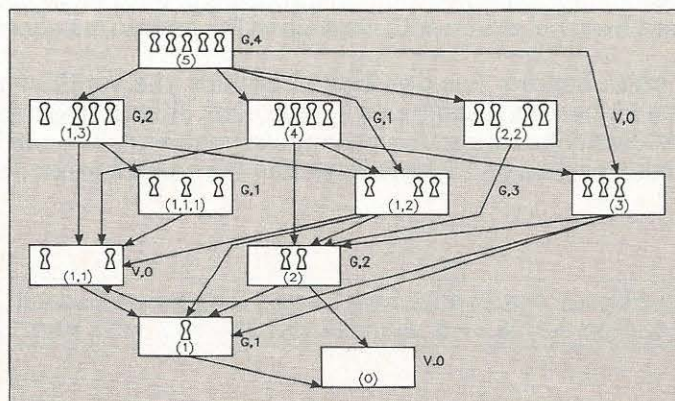 G,4
(5)
G,2
(1,3)
G,1
(4)
(2,2)
V,0
G,1
(1,1,1)
(1,2)
G,3
(3)
V,0
(1,1)
G,2
(2)
G,1
(1)
V.0
(0)